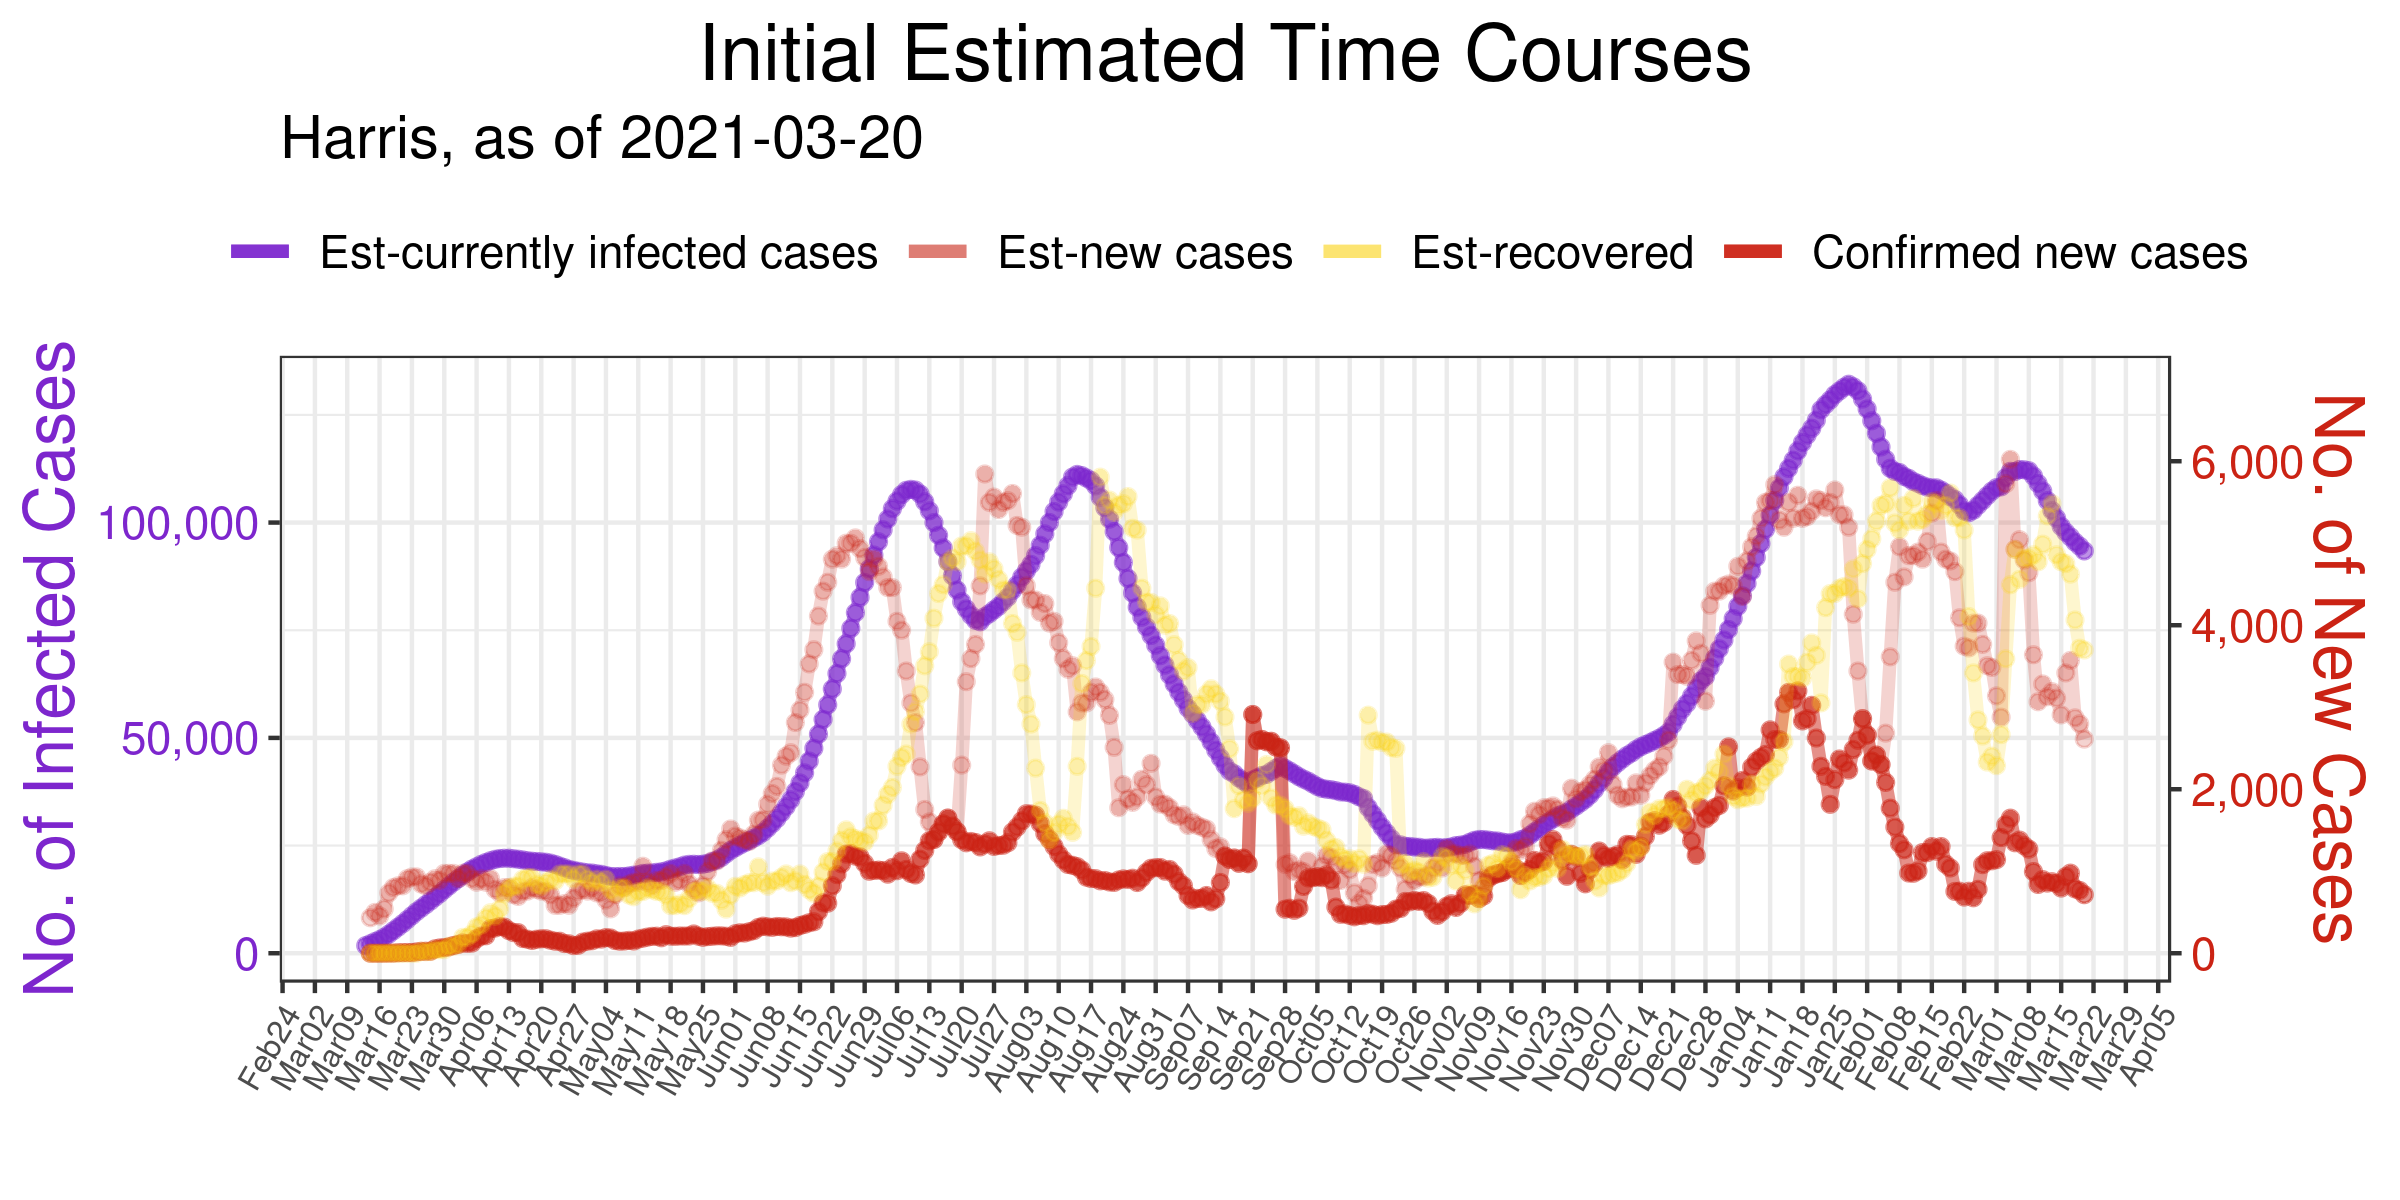 Initial Estimated Time Courses
Harris, as of 2021-03-20
Est-currently infected cases Est-new cases Est-recovered Confirmed new cases
No. of Infected Cases
100,000
50,000
0
No. of New Cases
6,000
4,000
2,000
0
Feb24 Mar02 Mar09 Mar16 Mar23 Mar30 Apr06 Apr13 Apr20 Apr27 May04 May11 May18 May25 Jun01 Jun08 Jun15 Jun22 Jun29 Jul06 Jul13 Jul20 Jul27 Aug03 Aug10 Aug17 Aug24 Aug31 Sep07 Sep14 Sep21 Sep28 Oct05 Oct12 Oct19 Oct26 Nov02 Nov09 Nov16 Nov23 Nov30 Dec07 Dec14 Dec21 Dec28 Jan04 Jan11 Jan18 Jan25 Feb01 Feb08 Feb15 Feb22 Mar01 Mar08 Mar15 Mar22 Mar29 Apr05